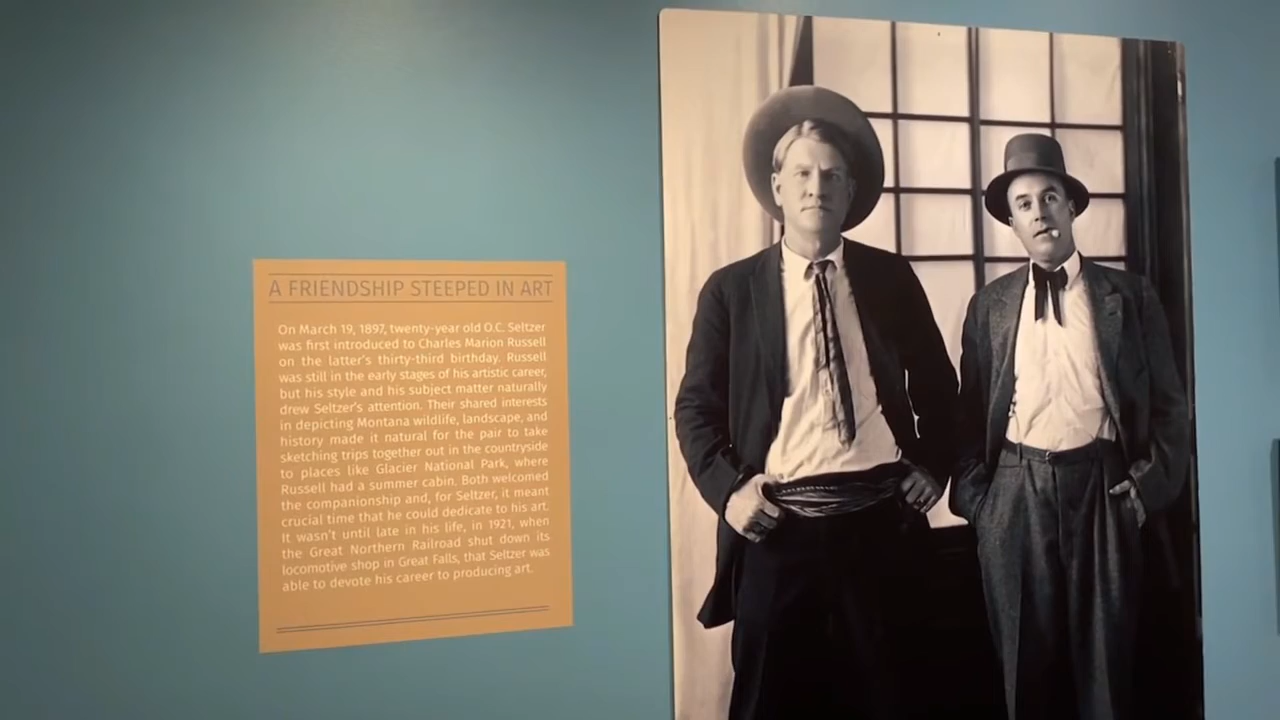 A FRIENDSHIP STEEPED IN ART
On March 19, 1897, twenty-year old O.C. Seltzer
was first introduced to Charles Marion Russell
on the latter's thirty-third birthday. Russell
was still in the early stages of his artistic career,
but his style and his subject matter naturally
drew Seltzer's attention. Their shared interests
in depicting Montana wildlife, landscape, and
history made it natural for the pair to take
sketching trips together out in the countryside
to places like Glacier National Park, where
Russell had a summer cabin. Both welcomed
the companionship and, for Seltzer, it meant
crucial time that he could dedicate to his art.
It wasn't until late in his life, in 1921, when
the Great Northern Railroad shut down its
locomotive shop in Great Falls, that Seltzer was
able to devote his career to producing art.